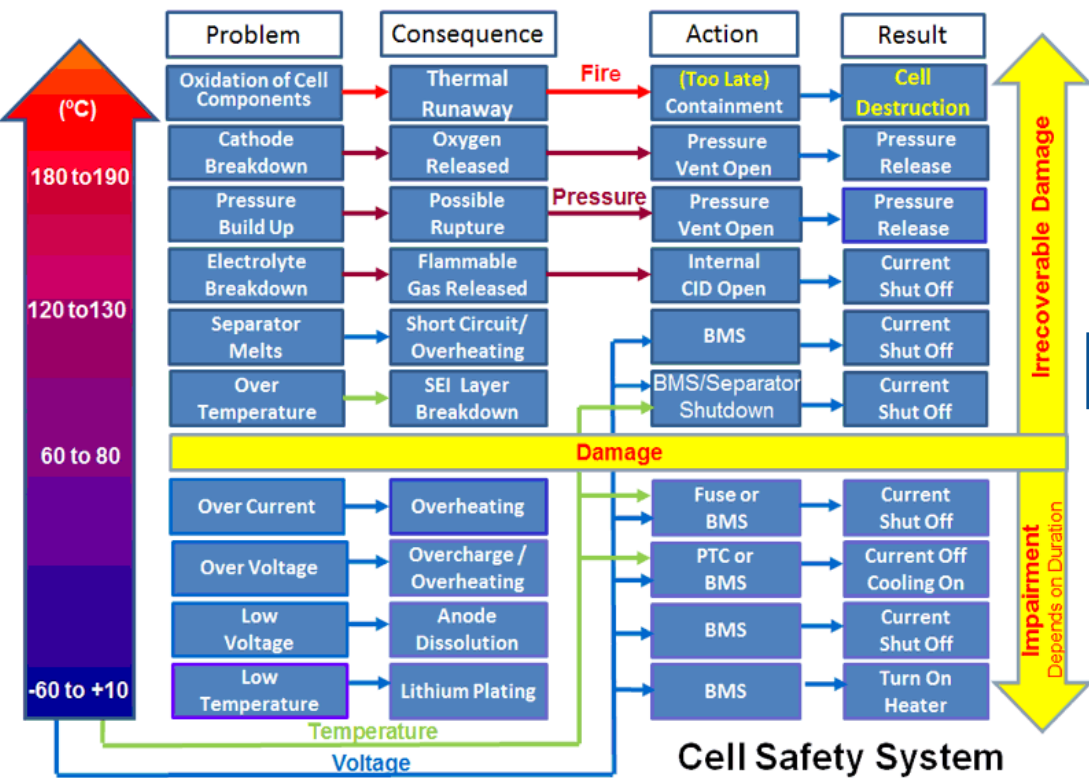 Problem
Consequence
Action
Result
(ºC)
Oxidation of Cell
Components
Thermal
Runaway
Fire
(Too Late)
Containment
Cell
Destruction
Cathode
Breakdown
Oxygen
Released
Pressure
Vent Open
Pressure
Release
180 to190
Pressure
Build Up
Possible
Rupture
Pressure
Pressure
Vent Open
Pressure
Release
Electrolyte
Breakdown
Flammable
Gas Released
Internal
CID Open
Current
Shut Off
120 to130
Separator
Melts
Short Circuit/
Overheating
BMS
Current
Shut Off
Over
Temperature
SEI Layer
Breakdown
BMS/Separator
Shutdown
Current
Shut Off
Irrecoverable Damage
Damage
60 to 80
Over Current
Overheating
Fuse or
BMS
Current
Shut Off
Over Voltage
Overcharge /
Overheating
PTC or
BMS
Current Off
Cooling On
Low
Voltage
Anode
Dissolution
BMS
Current
Shut Off
-60 to +10
Low
Temperature
Lithium Plating
BMS
Turn On
Heater
Impairment
Depends on Duration
Temperature
Voltage
Cell Safety System